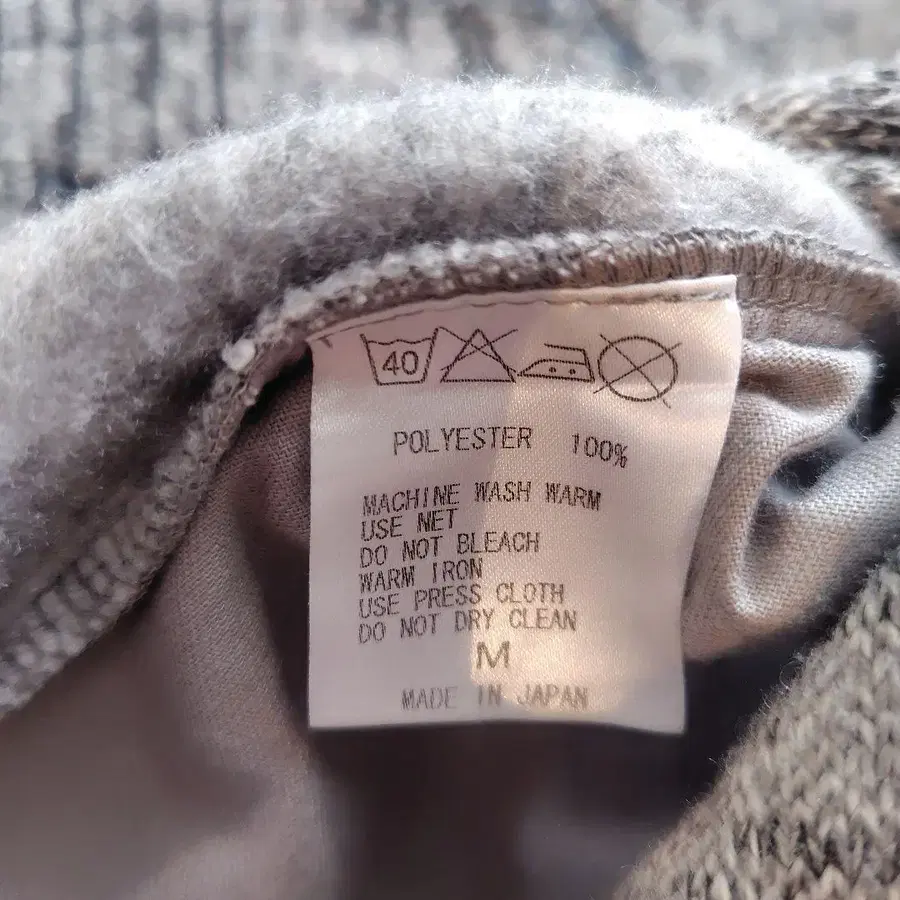 40
POLYESTER 100%
MACHINE WASH WARM
USE NET
DO NOT BLEACH
WARM IRON
USE PRESS CLOTH
DO NOT DRY CLEAN
M
MADE IN JAPAN